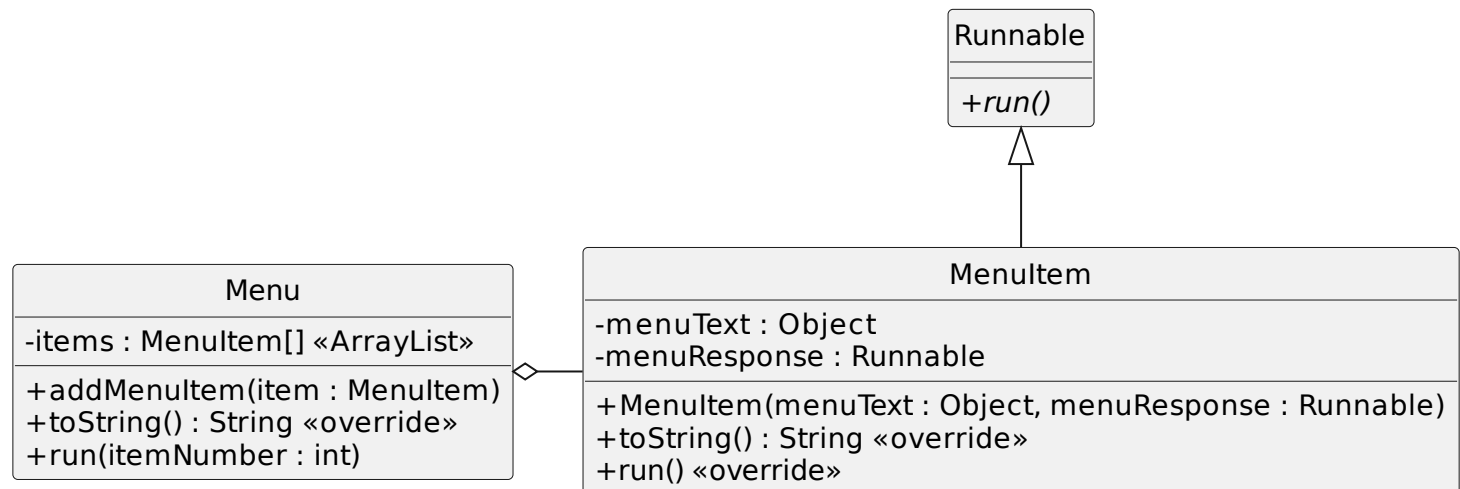 Runnable
+run()
Menu
-items : MenuItem[] «ArrayList»
+addMenuItem(item : MenuItem)
+toString() : String «override»
+run(itemNumber : int)
MenuItem
-menuText : Object
-menuResponse : Runnable
+MenuItem(menuText : Object, menuResponse : Runnable)
+toString() : String «override»
+run() «override»